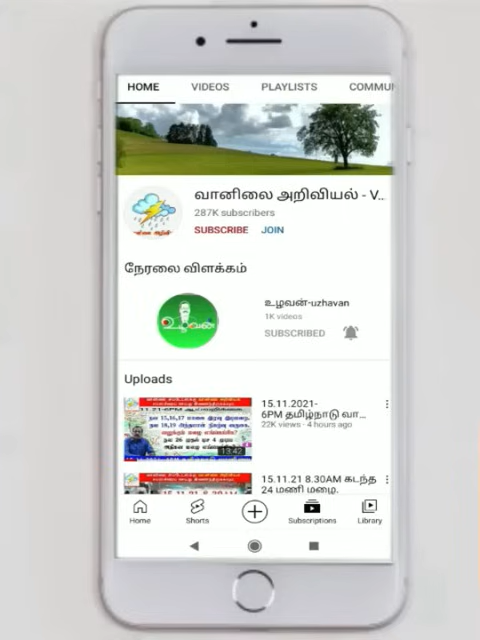 HOME VIDEOS PLAYLISTS COMMUN
வானிலை அறிவியல் - V...
287K subscribers
SUBSCRIBE JOIN
நேரலை விளக்கம்
உழவன்
உழவன்-uzhavan
1K videos
SUBSCRIBED
Uploads
15.11.2021-
6PM தமிழ்நாடு வா...
22K views · 4 hours ago
13:42
15.11.21 8.30AM கடந்த
24 மணி மழை.
Home Shorts Subscriptions Library